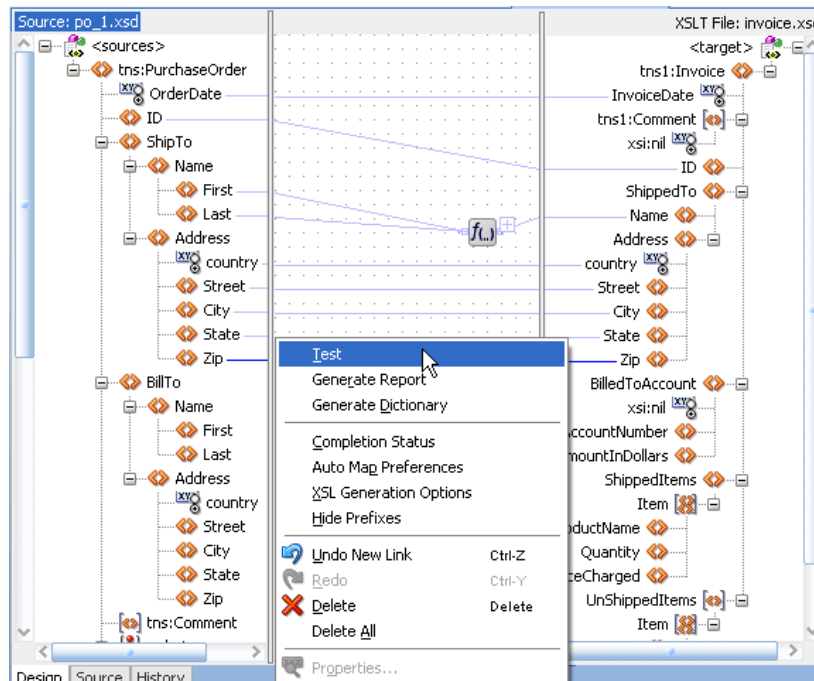 Source: po_1.xsd
<sources>
tns:PurchaseOrder
OrderDate
ID
ShipTo
Name
First
Last
Address
country
Street
City
State
Zip
BillTo
Name
First
Last
Address
country
Street
City
State
Zip
tns:Comment
Design Source History
f(..)
Test
Generate Report
Generate Dictionary
Completion Status
Auto Map Preferences
XSL Generation Options
Hide Prefixes
Undo New Link Ctrl-Z
Redo Ctrl-Y
Delete Delete
Delete All
Properties...
XSLT File: invoice.xs
<target>
tns1:Invoice
InvoiceDate
tns1:Comment
xsi:nil
ID
ShippedTo
Name
Address
country
Street
City
State
Zip
BilledToAccount
xsi:nil
ccountNumber
mountInDollars
ShippedItems
Item
ductName
Quantity
eCharged
UnShippedItems
Item